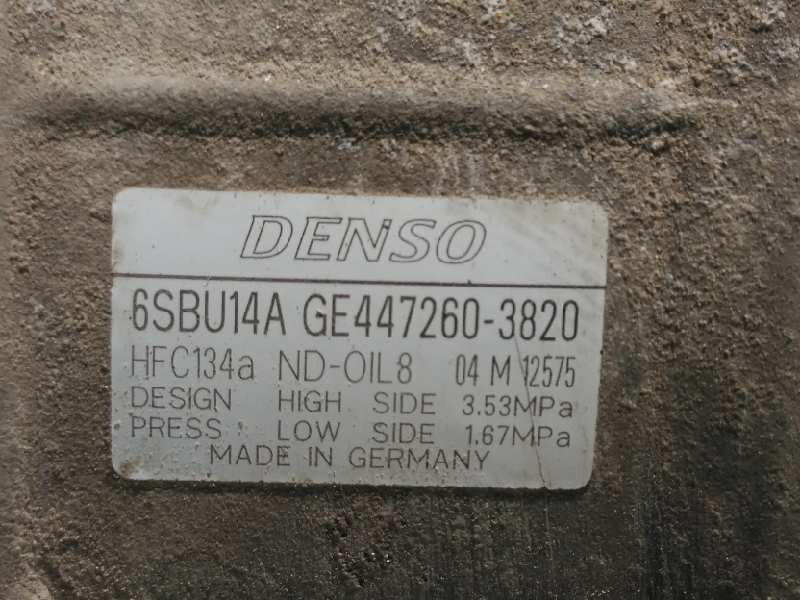 DENSO
6SBU14A GE447260-3820
HFC134a ND-OIL8 04 M 12575
DESIGN HIGH SIDE 3.53MPa
PRESS LOW SIDE 1.67MPa
MADE IN GERMANY